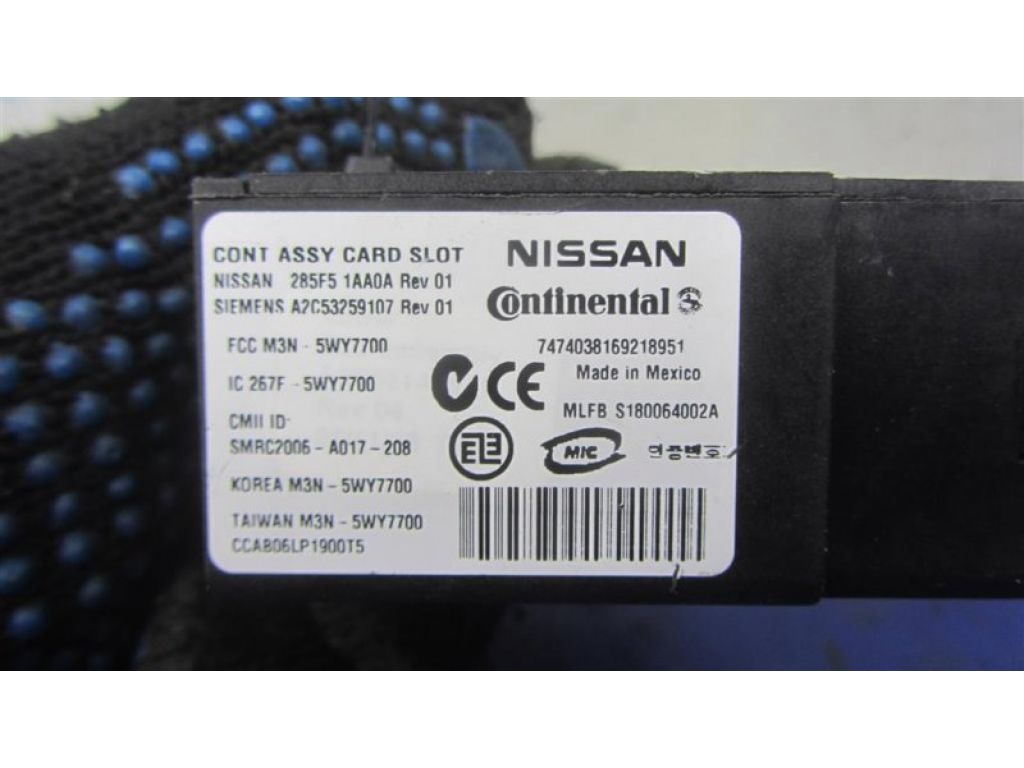 CONT ASSY CARD SLOT
NISSAN 285F5 1AA0A Rev 01
SIEMENS A2C53259107 Rev 01
FCC M3N - 5WY7700
IC 267F - 5WY7700
CMII ID:
SMRC2006 - A017 - 208
KOREA M3N - 5WY7700
TAIWAN M3N - 5WY7700
CCAB06LP1900T5
NISSAN
Continental
7474038169218951
Made in Mexico
CE
MLFB S180064002A
MIC